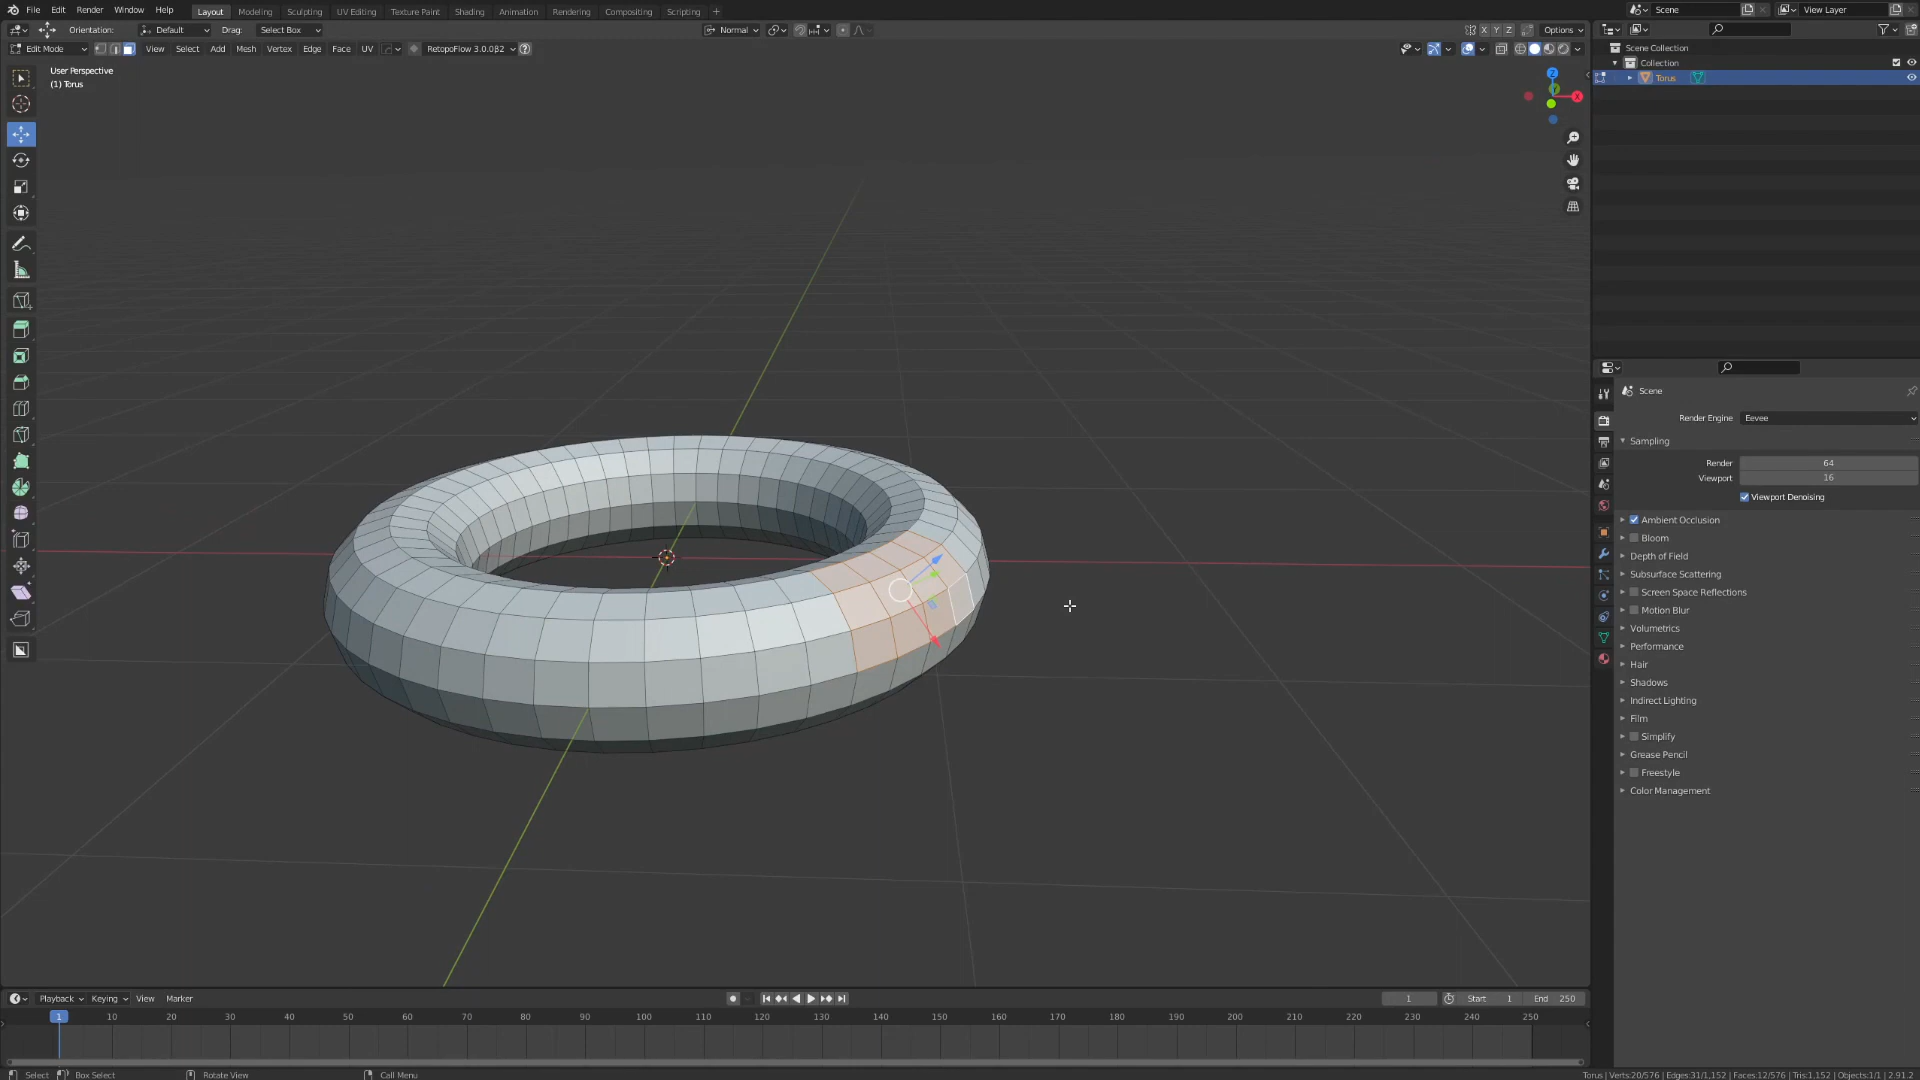 File Edit Render Window Help Layout Modeling Sculpting UV Editing Texture Paint Shading Animation Rendering Compositing Scripting + Scene View Layer
Orientation: Default Drag: Select Box Normal X Y Z Options
Edit Mode View Select Add Mesh Vertex Edge Face UV RetopoFlow 3.0.0β2
User Perspective
(1) Torus
Z
X
Scene Collection
Collection
Torus
Scene
Render Engine Eevee
Sampling
Render 64
Viewport 16
Viewport Denoising
Ambient Occlusion
Bloom
Depth of Field
Subsurface Scattering
Screen Space Reflections
Motion Blur
Volumetrics
Performance
Hair
Shadows
Indirect Lighting
Film
Simplify
Grease Pencil
Freestyle
Color Management
Playback Keying View Marker 1 Start 1 End 250
1 10 20 30 40 50 60 70 80 90 100 110 120 130 140 150 160 170 180 190 200 210 220 230 240 250
Select Box Select Rotate View Call Menu Torus | Verts:20/576 | Edges:31/1,152 | Faces:12/576 | Tris:1,152 | Objects:1/1 | 2.91.2